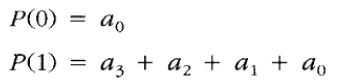 P(0) = a₀
P(1) = a₃ + a₂ + a₁ + a₀